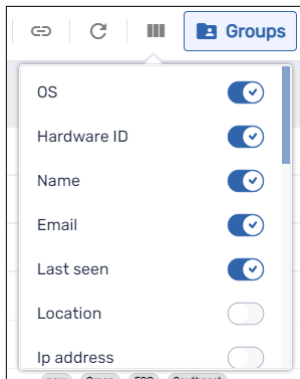 Groups
OS
Hardware ID
Name
Email
Last seen
Location
Ip address